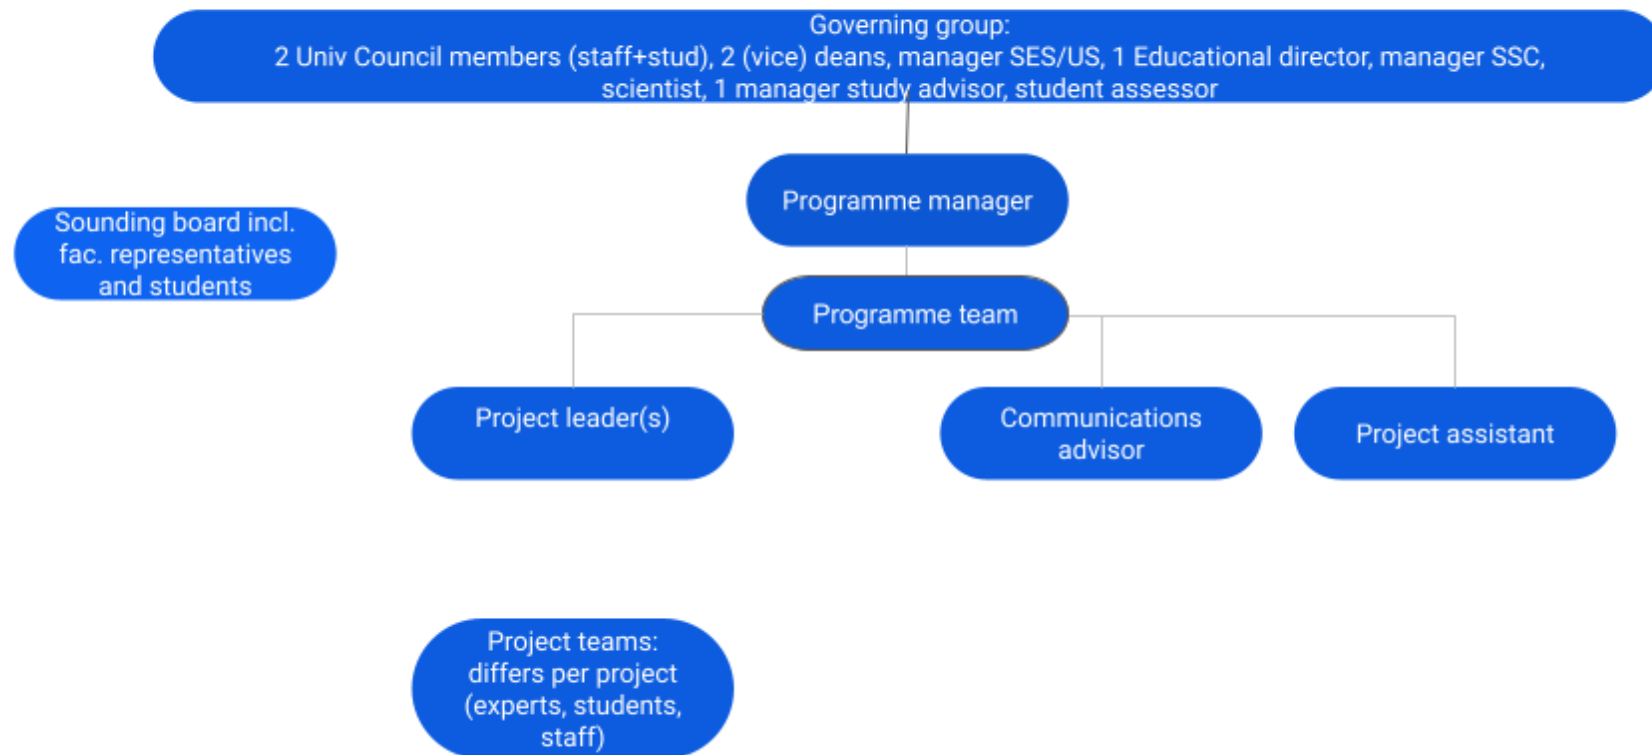 Governing group:
2 Univ Council members (staff+stud), 2 (vice) deans, manager SES/US, 1 Educational director, manager SSC,
scientist, 1 manager study advisor, student assessor
Programme manager
Sounding board incl.
fac. representatives
and students
Programme team
Project leader(s)
Communications
advisor
Project assistant
Project teams:
differs per project
(experts, students,
staff)